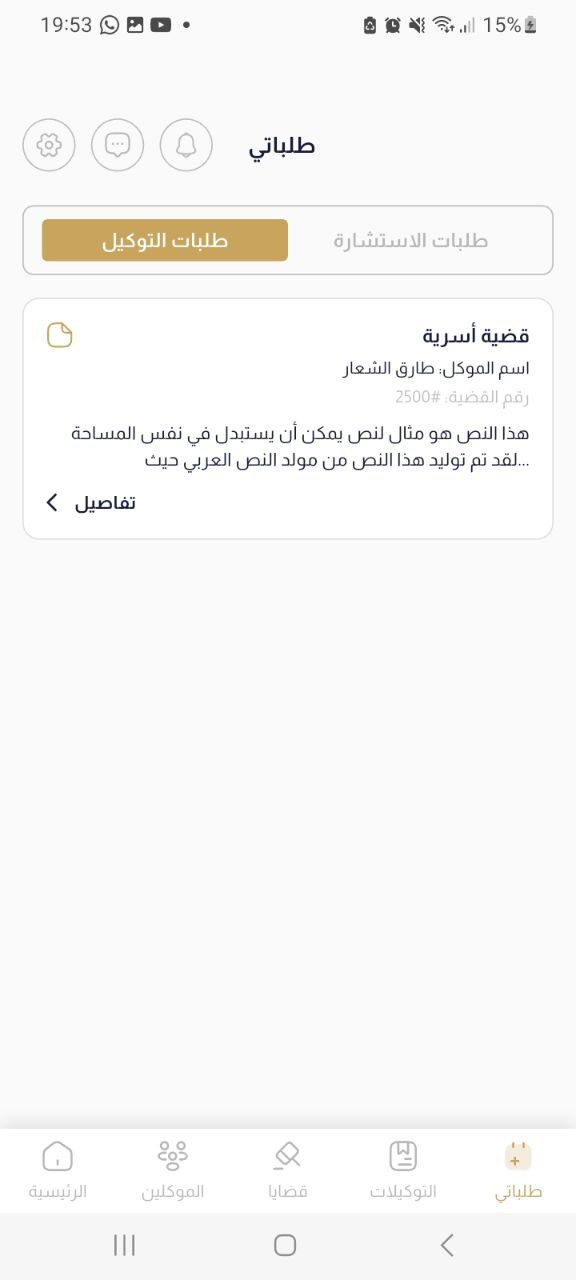 19:53
15%
طلباتي
طلبات الاستشارة
طلبات التوكيل
قضية أسرية
اسم الموكل: طارق الشعار
رقم القضية: #2500
هذا النص هو مثال لنص يمكن أن يستبدل في نفس المساحة
...لقد تم توليد هذا النص من مولد النص العربي حيث
تفاصيل
طلباتي
التوكيلات
قضايا
الموكلين
الرئيسية